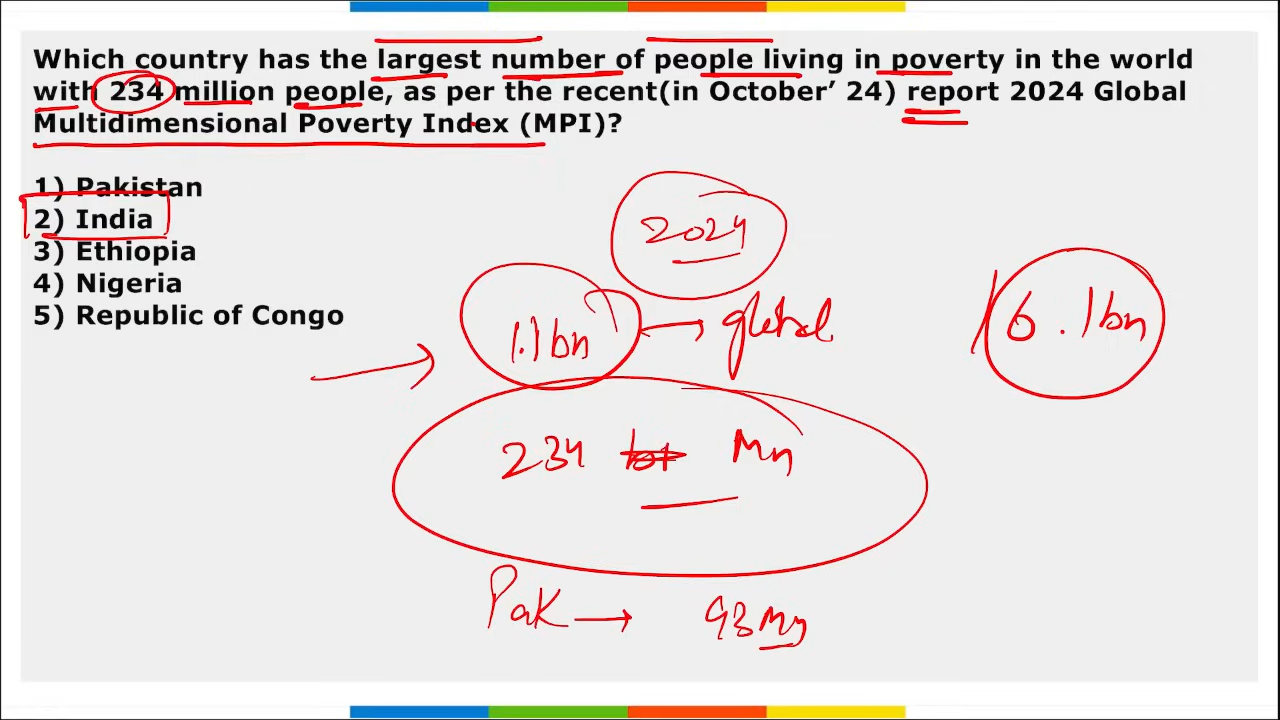 Which country has the largest number of people living in poverty in the world
with 234 million people, as per the recent(in October’ 24) report 2024 Global
Multidimensional Poverty Index (MPI)?
1) Pakistan
2) India
3) Ethiopia
4) Nigeria
5) Republic of Congo
2024
1.1bn → global
6.1bn
234 Mn
Pak → 93Mn